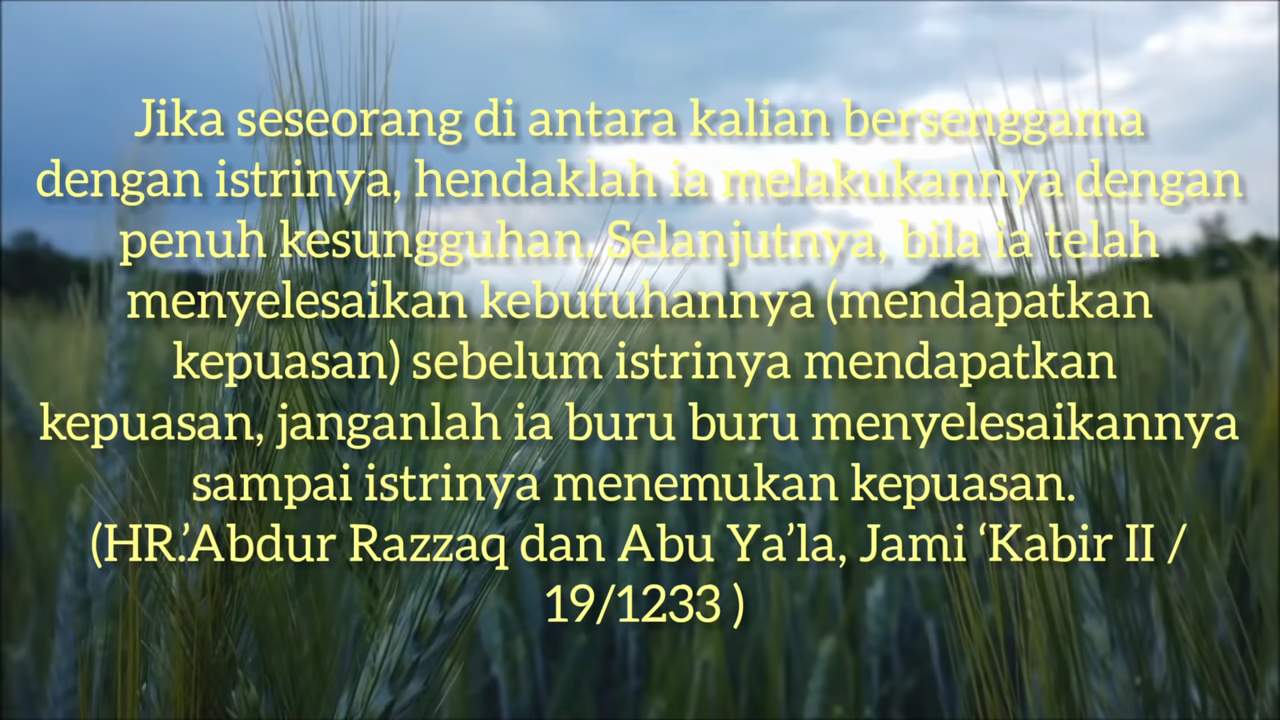 Jika seseorang di antara kalian bersenggama
dengan istrinya, hendaklah ia melakukannya dengan
penuh kesungguhan. Selanjutnya, bila ia telah
menyelesaikan kebutuhannya (mendapatkan
kepuasan) sebelum istrinya mendapatkan
kepuasan, janganlah ia buru buru menyelesaikannya
sampai istrinya menemukan kepuasan.
(HR.’Abdur Razzaq dan Abu Ya’la, Jami ‘Kabir II /
19/1233 )